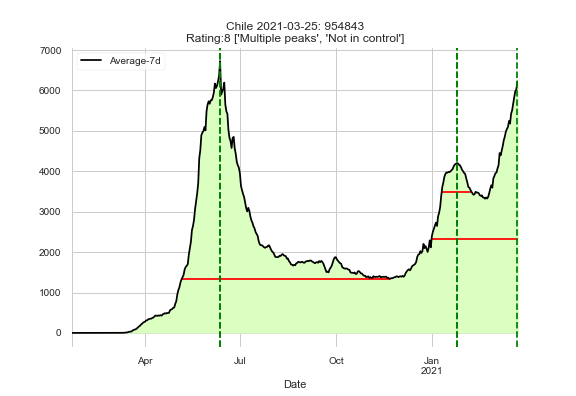 Chile 2021-03-25: 954843
Rating:8 ['Multiple peaks', 'Not in control']
7000
Average-7d
6000
5000
4000
3000
2000
1000
0
Apr
Jul
Oct
Jan
2021
Date